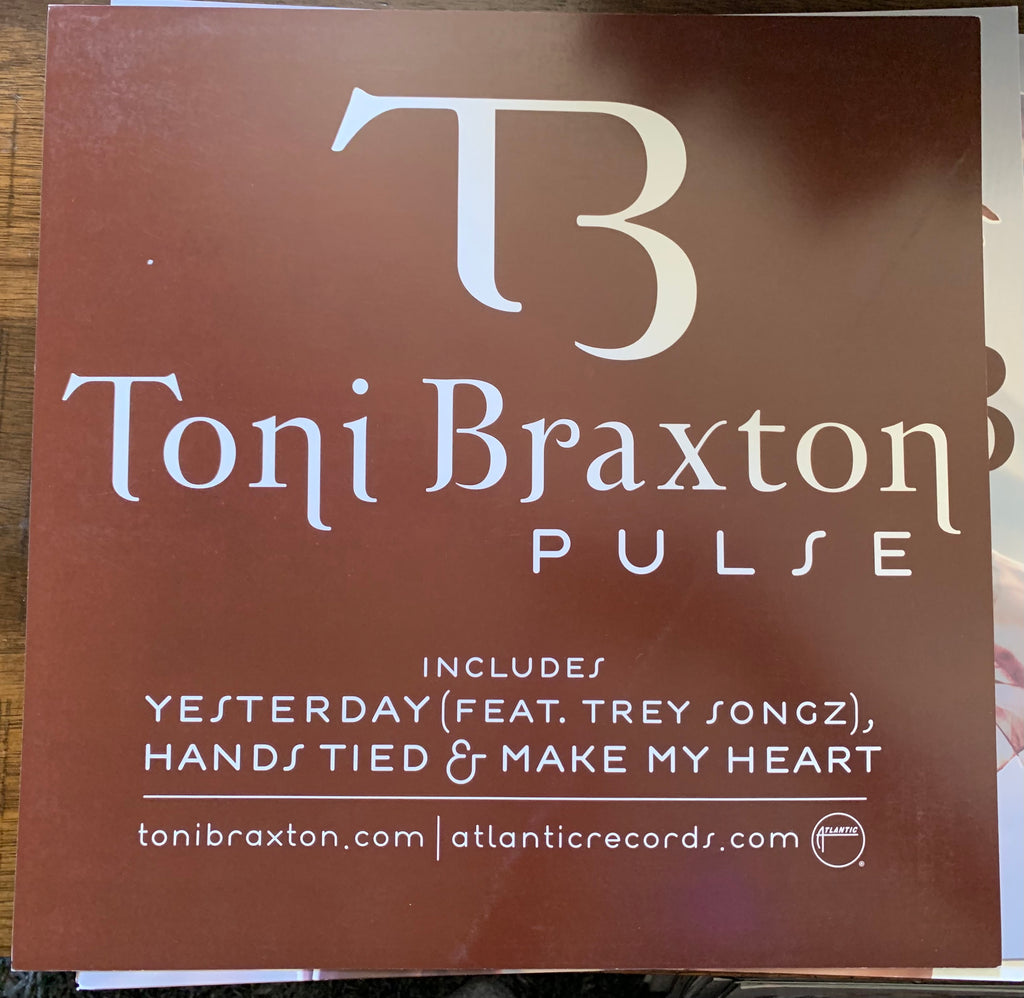 TB
Toni Braxton
PULSE
INCLUDES
YESTERDAY (FEAT. TREY SONGZ),
HANDS TIED & MAKE MY HEART
tonibraxton.com | atlanticrecords.com ATLANTIC ®